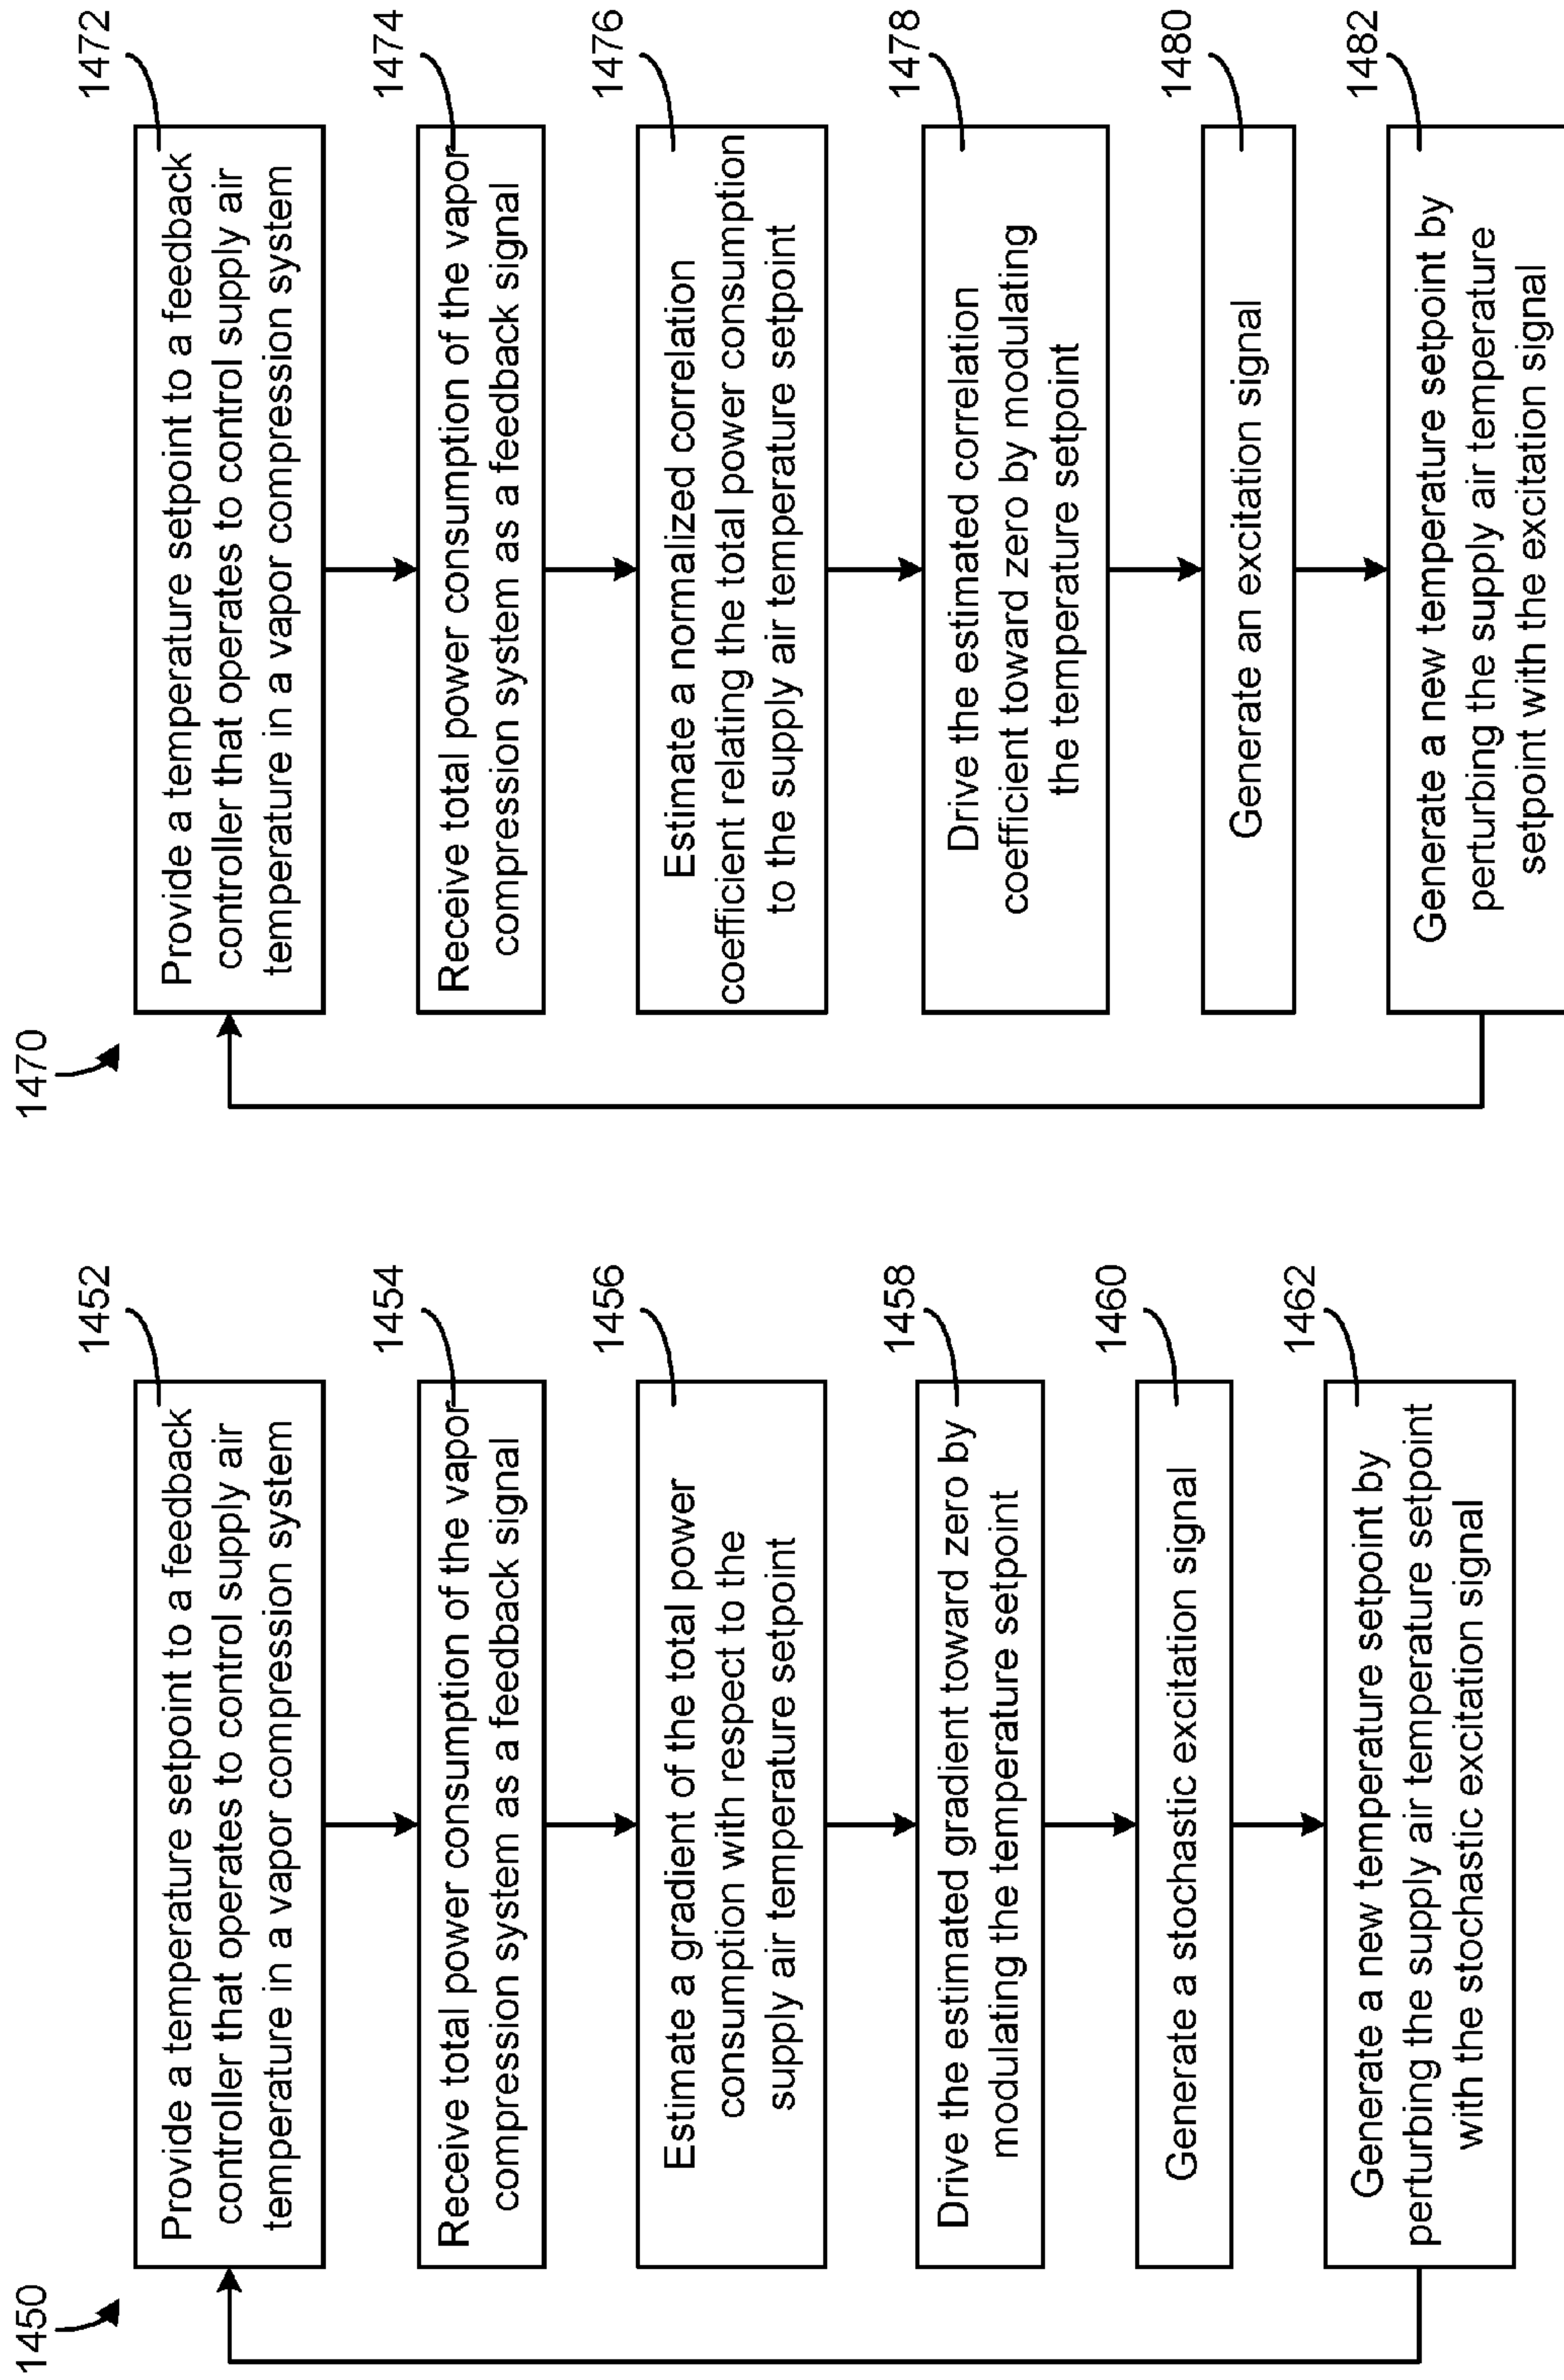 1450
1452
Provide a temperature setpoint to a feedback
controller that operates to control supply air
temperature in a vapor compression system
1454
Receive total power consumption of the vapor
compression system as a feedback signal
1456
Estimate a gradient of the total power
consumption with respect to the
supply air temperature setpoint
1458
Drive the estimated gradient toward zero by
modulating the temperature setpoint
1460
Generate a stochastic excitation signal
1462
Generate a new temperature setpoint by
perturbing the supply air temperature setpoint
with the stochastic excitation signal
1470
1472
Provide a temperature setpoint to a feedback
controller that operates to control supply air
temperature in a vapor compression system
1474
Receive total power consumption of the vapor
compression system as a feedback signal
1476
Estimate a normalized correlation
coefficient relating the total power consumption
to the supply air temperature setpoint
1478
Drive the estimated correlation
coefficient toward zero by modulating
the temperature setpoint
1480
Generate an excitation signal
1482
Generate a new temperature setpoint by
perturbing the supply air temperature
setpoint with the excitation signal